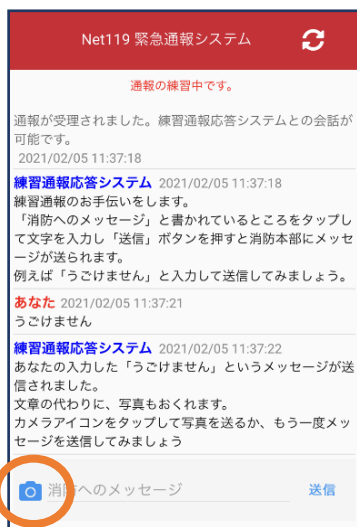 Net119 緊急通報システム
通報の練習中です。
通報が受理されました。練習通報応答システムとの会話が
可能です。
2021/02/05 11:37:18
練習通報応答システム 2021/02/05 11:37:18
練習通報のお手伝いをします。
「消防へのメッセージ」と書かれているところをタップし
て文字を入力し「送信」ボタンを押すと消防本部にメッセ
ージが送られます。
例えば「うごけません」と入力して送信してみましょう。
あなた 2021/02/05 11:37:21
うごけません
練習通報応答システム 2021/02/05 11:37:22
あなたの入力した「うごけません」というメッセージが送
信されました。
文章の代わりに、写真もおくれます。
カメラアイコンをタップして写真を送るか、もう一度メッ
セージを送信してみましょう
消防へのメッセージ 送信